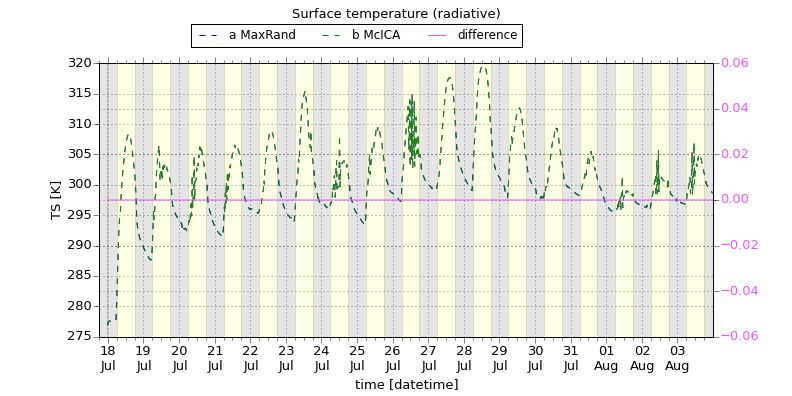 Surface temperature (radiative)
a MaxRand b McICA difference
320 0.06
315
310 0.04
305 0.02
300 0.00
295
290 −0.02
285
280 −0.04
275 −0.06
TS [K]
18 19 20 21 22 23 24 25 26 27 28 29 30 31 01 02 03
Jul Jul Jul Jul Jul Jul Jul Jul Jul Jul Jul Jul Jul Jul Aug Aug Aug
time [datetime]